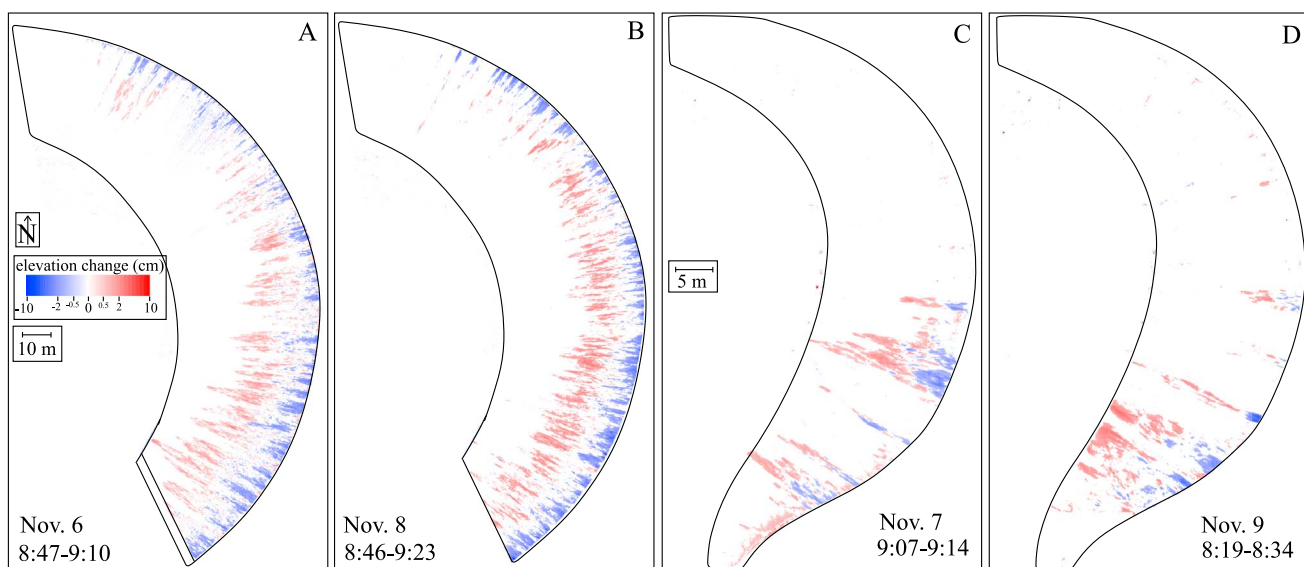 A
B
C
D
N
elevation change (cm)
-10 -2 -0.5 0 0.5 2 10
10 m
5 m
Nov. 6
8:47-9:10
Nov. 8
8:46-9:23
Nov. 7
9:07-9:14
Nov. 9
8:19-8:34